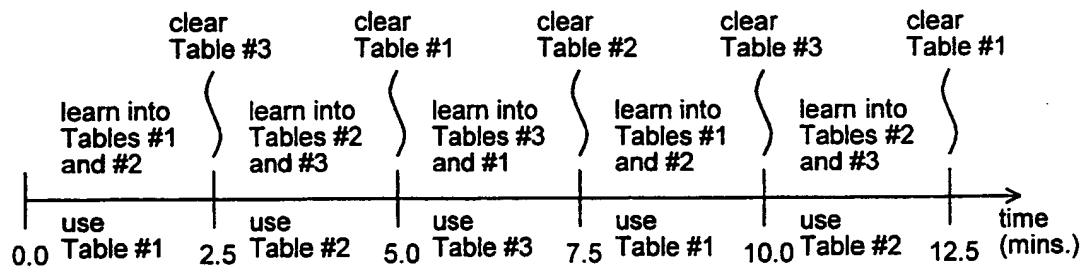 clear
Table #3
clear
Table #1
clear
Table #2
clear
Table #3
clear
Table #1
learn into
Tables #1
and #2
learn into
Tables #2
and #3
learn into
Tables #3
and #1
learn into
Tables #1
and #2
learn into
Tables #2
and #3
use
Table #1
use
Table #2
use
Table #3
use
Table #1
use
Table #2
time
(mins.)
0.0
2.5
5.0
7.5
10.0
12.5